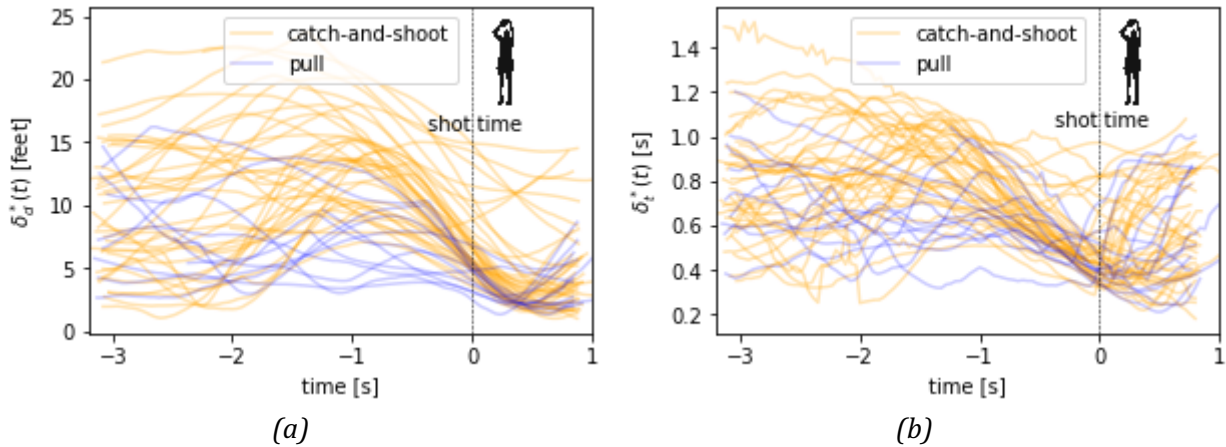 catch-and-shoot
pull
shot time
δ*d(t) [feet]
25
20
15
10
5
0
−3
−2
−1
0
1
time [s]
(a)
catch-and-shoot
pull
shot time
δ*t(t) [s]
1.4
1.2
1.0
0.8
0.6
0.4
0.2
−3
−2
−1
0
1
time [s]
(b)